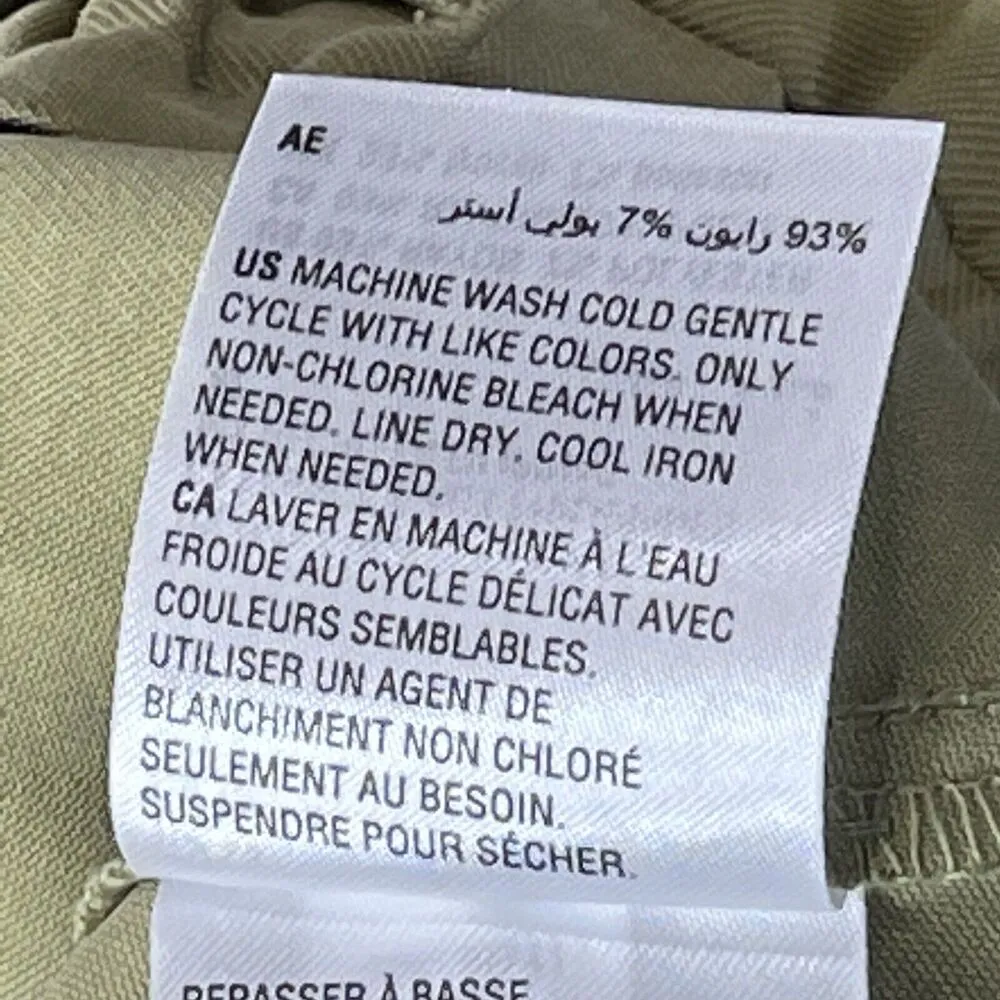 AE
93% رايون 7% بولي أستر
US MACHINE WASH COLD GENTLE
CYCLE WITH LIKE COLORS. ONLY
NON-CHLORINE BLEACH WHEN
NEEDED. LINE DRY. COOL IRON
WHEN NEEDED.
CA LAVER EN MACHINE À L'EAU
FROIDE AU CYCLE DÉLICAT AVEC
COULEURS SEMBLABLES.
UTILISER UN AGENT DE
BLANCHIMENT NON CHLORÉ
SEULEMENT AU BESOIN.
SUSPENDRE POUR SÉCHER.
REPASSER À BASSE